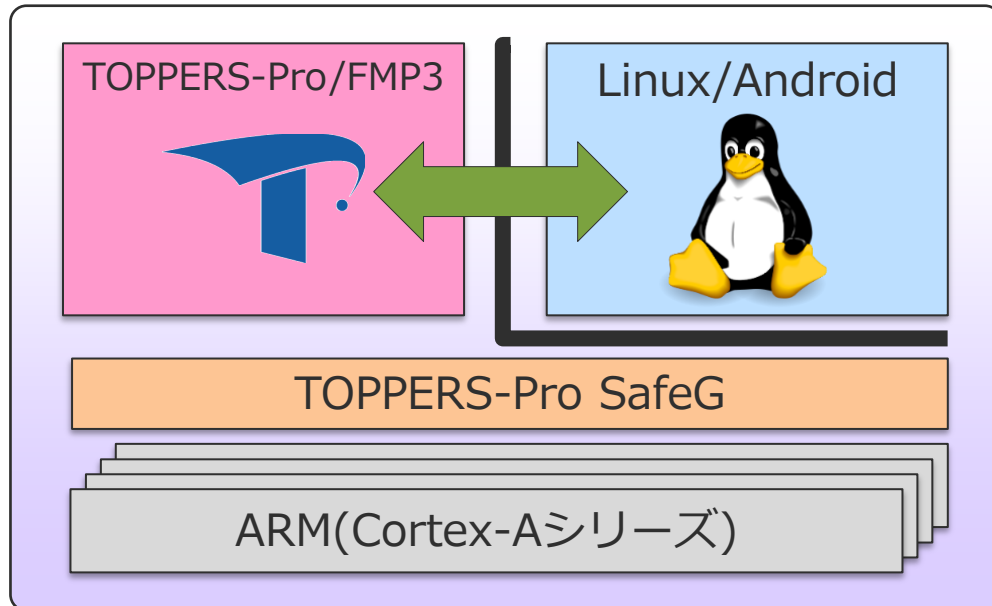 TOPPERS-Pro/FMP3
Linux/Android
TOPPERS-Pro SafeG
ARM(Cortex-Aシリーズ)